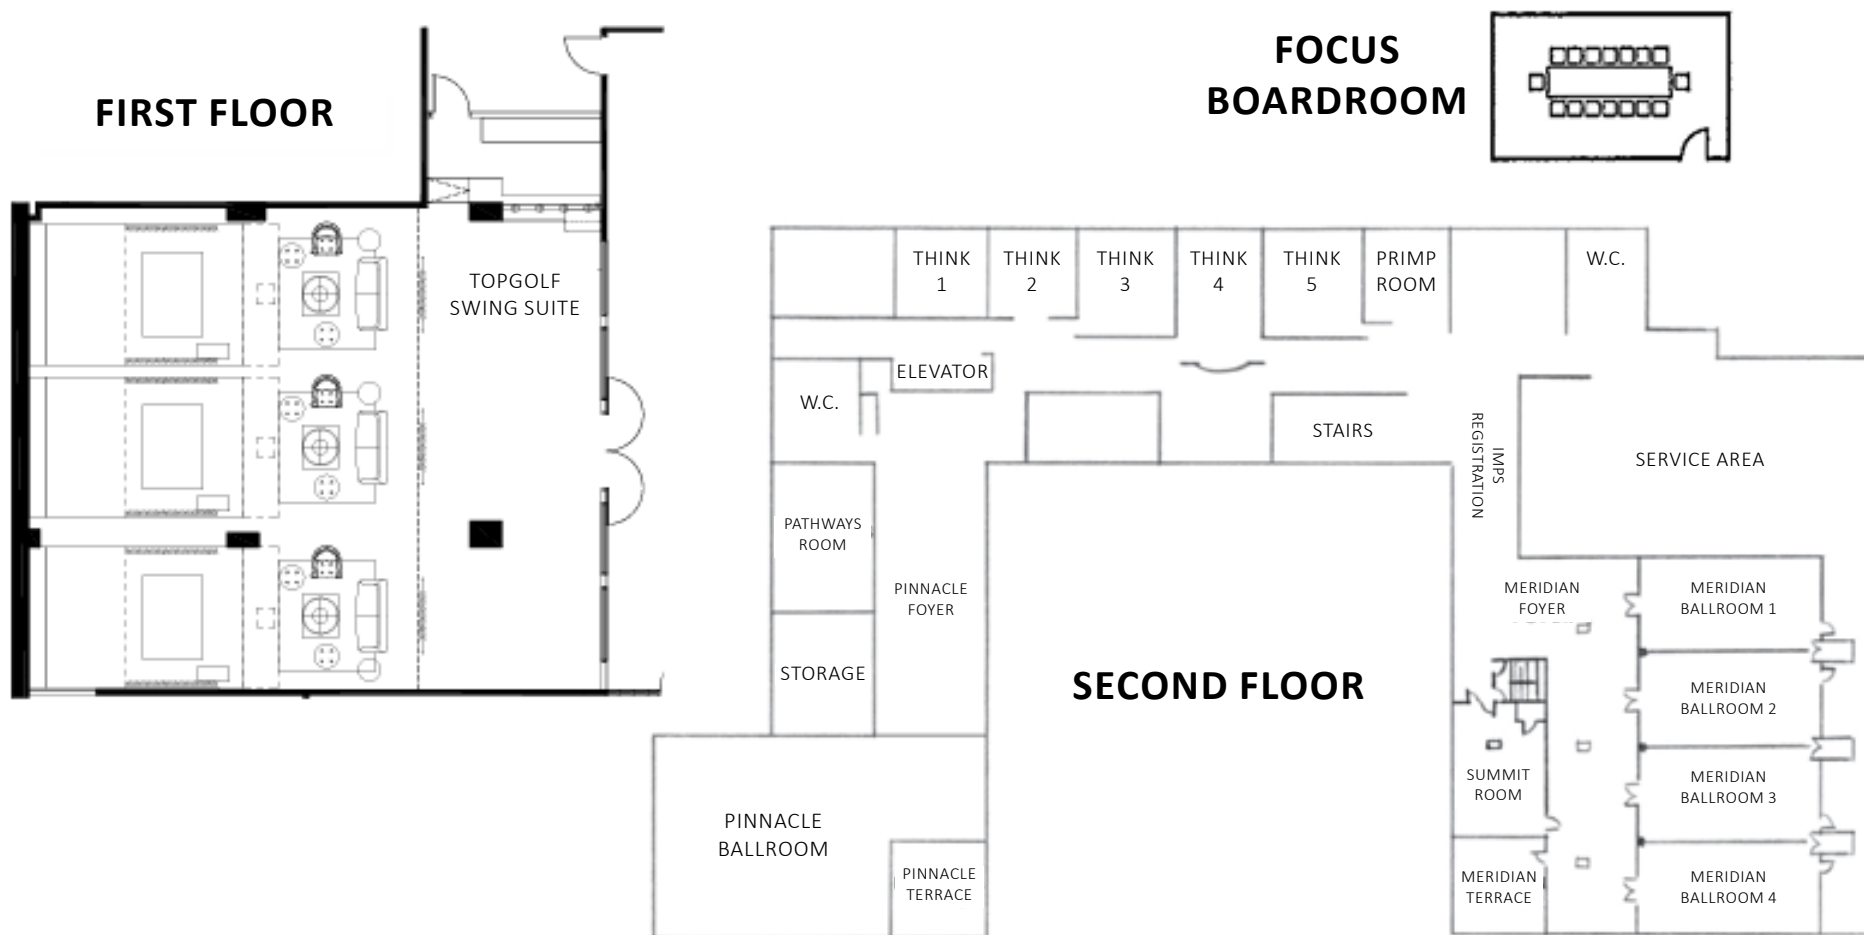 FIRST FLOOR
FOCUS
BOARDROOM
TOPGOLF
SWING SUITE
THINK
1
THINK
2
THINK
3
THINK
4
THINK
5
PRIMP
ROOM
W.C.
ELEVATOR
W.C.
STAIRS
IMPS
REGISTRATION
SERVICE AREA
PATHWAYS
ROOM
PINNACLE
FOYER
MERIDIAN
FOYER
MERIDIAN
BALLROOM 1
STORAGE
SECOND FLOOR
MERIDIAN
BALLROOM 2
SUMMIT
ROOM
MERIDIAN
BALLROOM 3
PINNACLE
BALLROOM
PINNACLE
TERRACE
MERIDIAN
TERRACE
MERIDIAN
BALLROOM 4